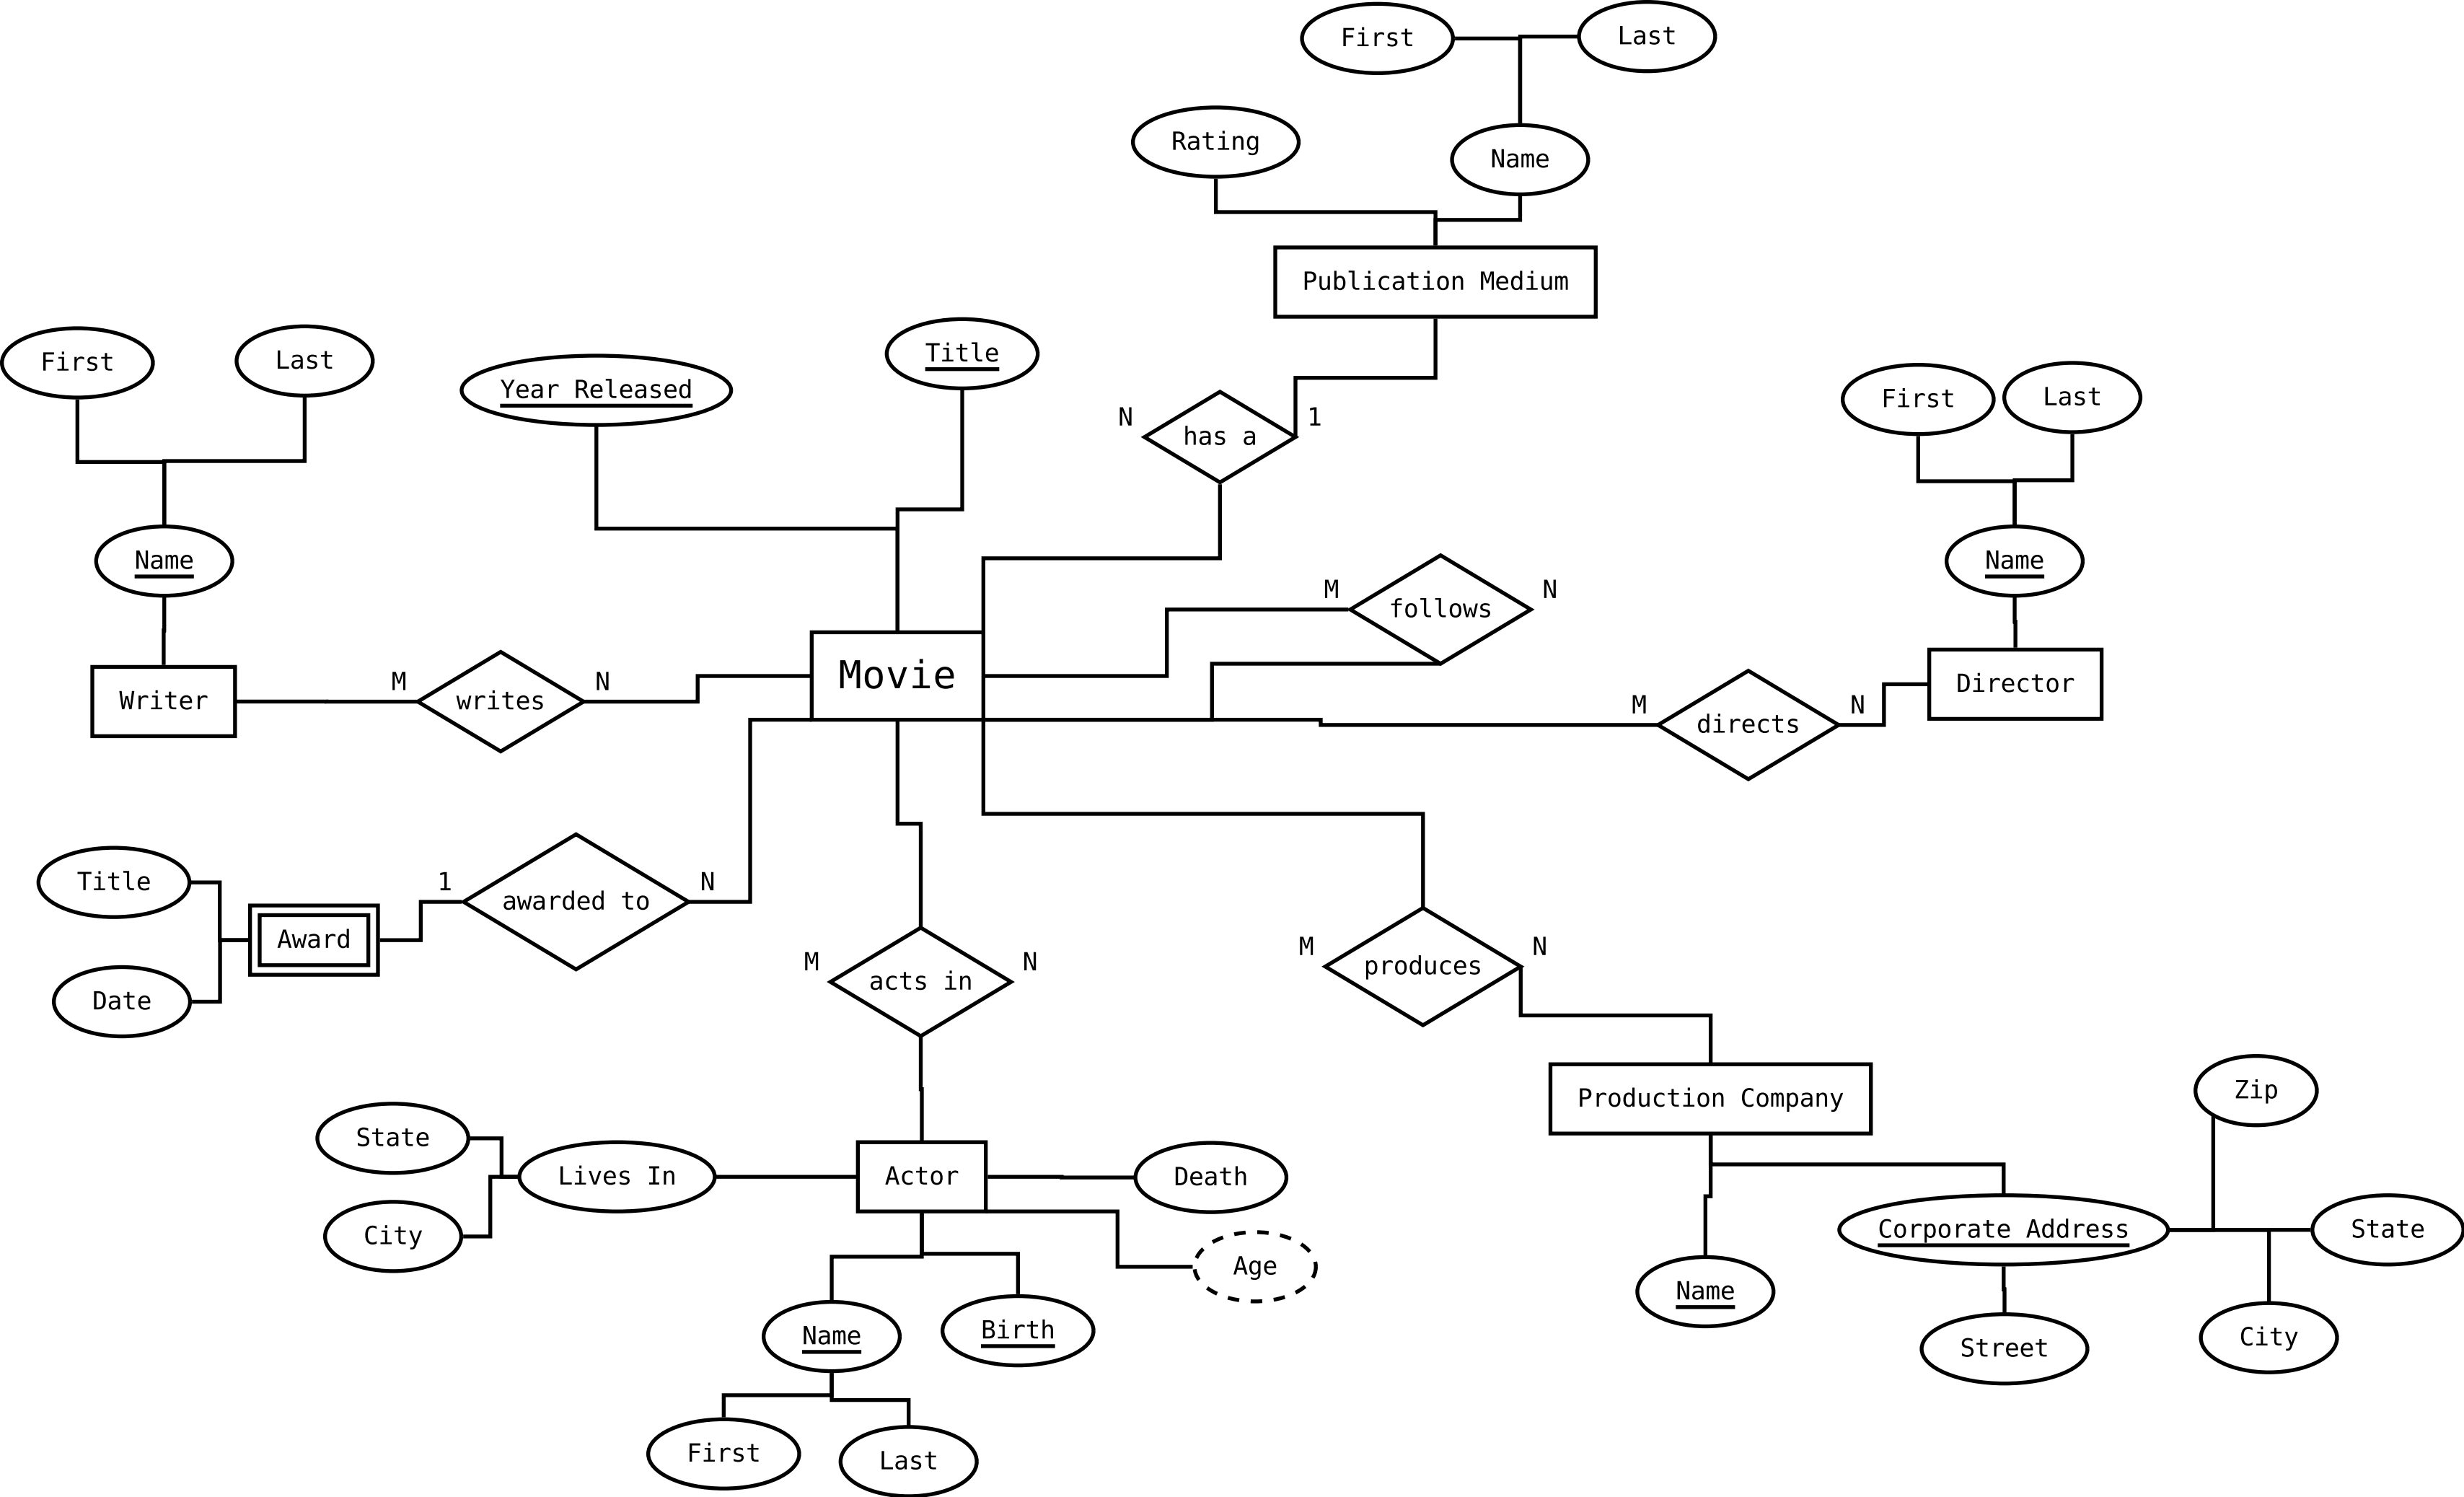 First
Last
Rating
Name
Publication Medium
First
Last
Year Released
Title
N
has a
1
First
Last
Name
M
follows
N
Name
Writer
M
writes
N
Movie
M
directs
N
Director
Title
Date
Award
1
awarded to
N
M
acts in
N
M
produces
N
Production Company
Zip
State
City
Lives In
Actor
Death
Age
Corporate Address
State
Name
Street
City
Name
Birth
First
Last